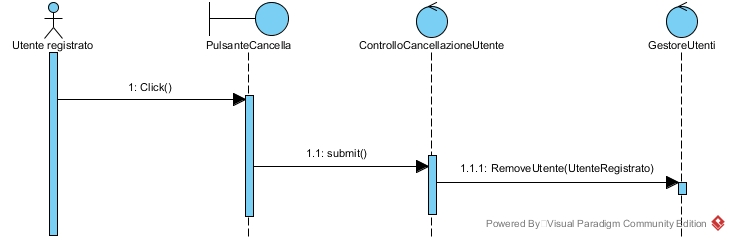 Utente registrato
PulsanteCancella
ControlloCancellazioneUtente
GestoreUtenti
1: Click()
1.1: submit()
1.1.1: RemoveUtente(UtenteRegistrato)
Powered By Visual Paradigm Community Edition